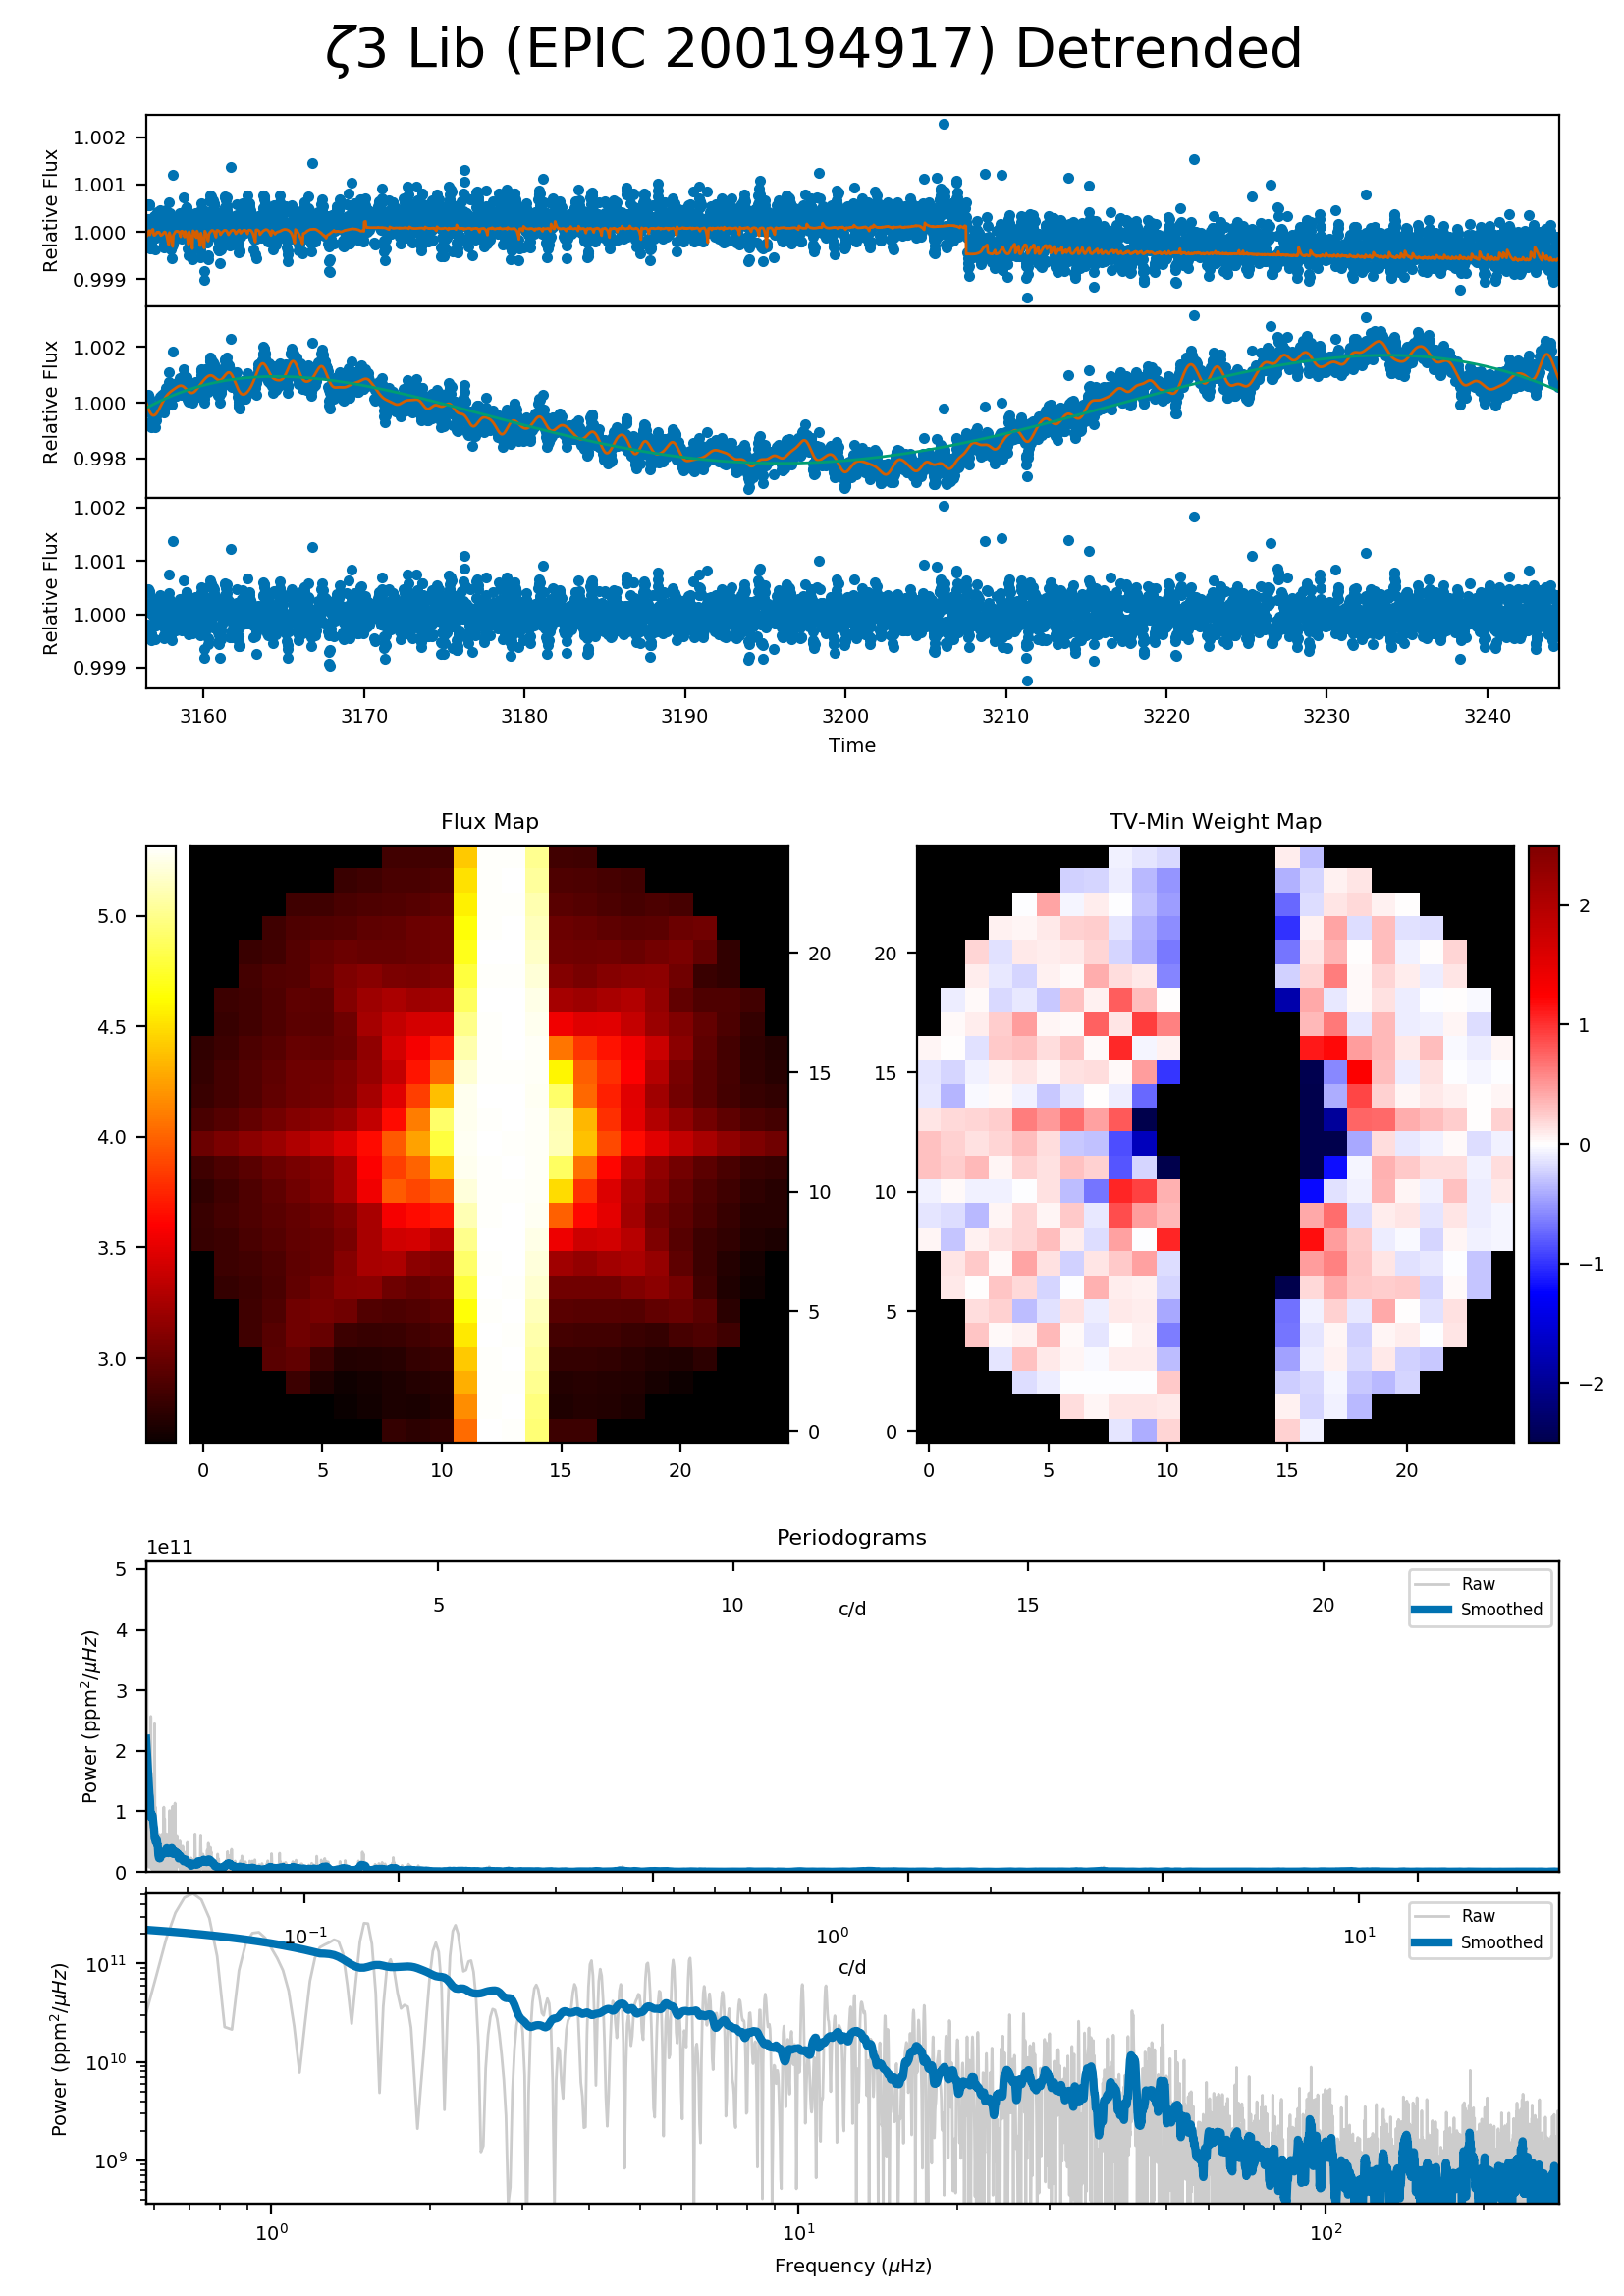 ζ3 Lib (EPIC 200194917) Detrended
1.002
1.001
1.000
0.999
Relative Flux
1.002
1.000
0.998
Relative Flux
1.002
1.001
1.000
0.999
Relative Flux
3160 3170 3180 3190 3200 3210 3220 3230 3240
Time
Flux Map
5.0
4.5
4.0
3.5
3.0
20
15
10
5
0
0 5 10 15 20
TV-Min Weight Map
20
15
10
5
0
0 5 10 15 20
2
1
0
−1
−2
Periodograms
1e11
5
4
3
2
1
0
Power (ppm²/μHz)
5 10 15 20
c/d
Raw
Smoothed
10¹¹
10¹⁰
10⁹
Power (ppm²/μHz)
10⁻¹ 10⁰ 10¹
c/d
Raw
Smoothed
10⁰ 10¹ 10²
Frequency (μHz)